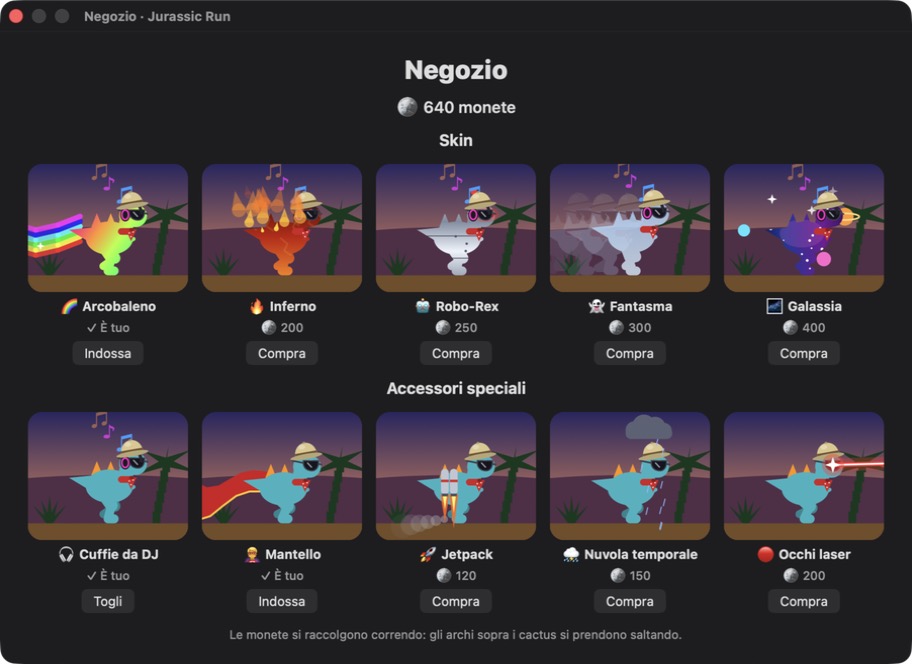 Negozio · Jurassic Run
Negozio
640 monete
Skin
Arcobaleno Inferno Robo-Rex Fantasma Galassia
✓ È tuo 200 250 300 400
Indossa Compra Compra Compra Compra
Accessori speciali
Cuffie da DJ Mantello Jetpack Nuvola temporale Occhi laser
✓ È tuo ✓ È tuo 120 150 200
Togli Indossa Compra Compra Compra
Le monete si raccolgono correndo: gli archi sopra i cactus si prendono saltando.